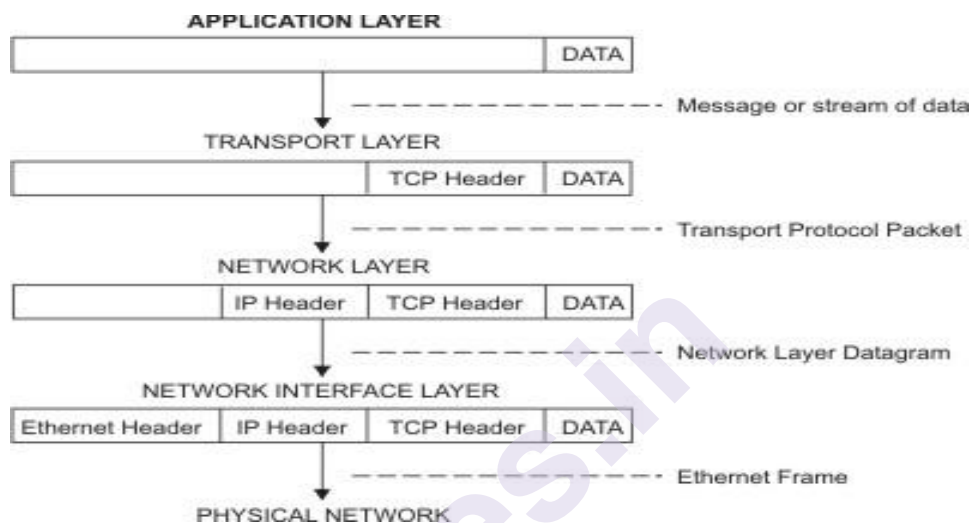 APPLICATION LAYER
DATA
Message or stream of data
TRANSPORT LAYER
TCP Header DATA
Transport Protocol Packet
NETWORK LAYER
IP Header TCP Header DATA
Network Layer Datagram
NETWORK INTERFACE LAYER
Ethernet Header IP Header TCP Header DATA
Ethernet Frame
PHYSICAL NETWORK
es.in